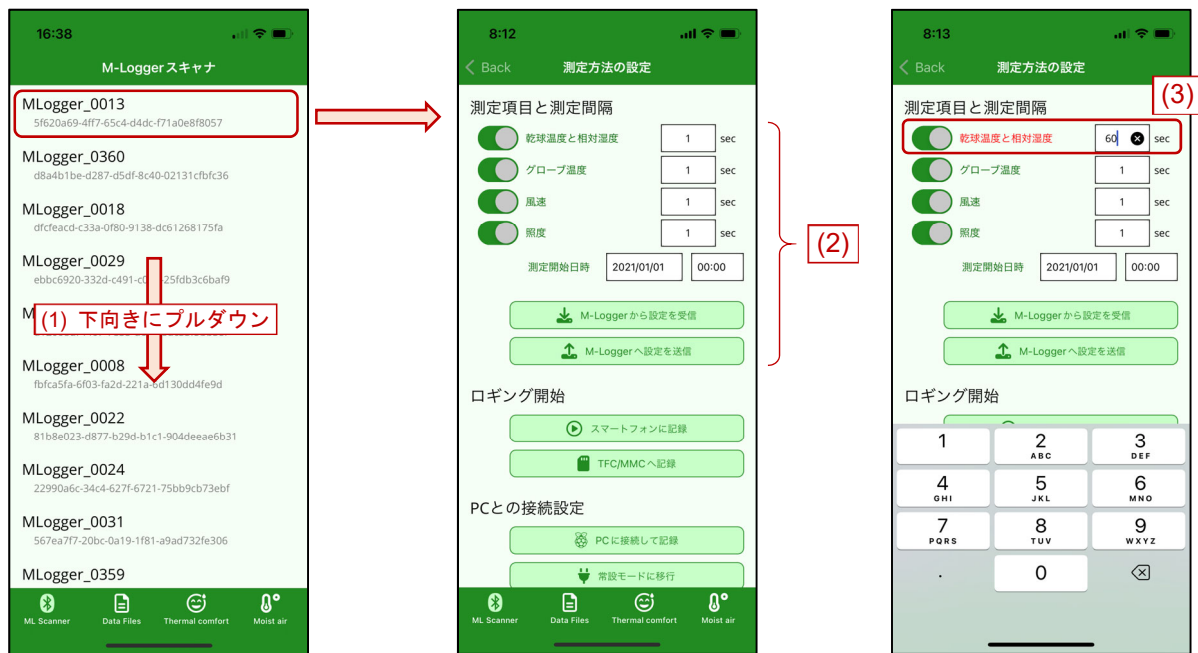 16:38
M-Loggerスキャナ
MLogger_0013
5f620a69-4ff7-65c4-d4dc-f71a0e8f8057
MLogger_0360
d8a4b1be-d287-d5df-8c40-02131cfbfc36
MLogger_0018
dfcfeacd-c33a-0f80-9138-dc61268175fa
MLogger_0029
ebbc6920-332d-c491-c0 -25fdb3c6baf9
M
(1) 下向きにプルダウン
MLogger_0008
fbfca5fa-6f03-fa2d-221a-6d130dd4fe9d
MLogger_0022
81b8e023-d877-b29d-b1c1-904deeae6b31
MLogger_0024
22990a6c-34c4-627f-6721-75bb9cb73ebf
MLogger_0031
567ea7f7-20bc-0a19-1f81-a9ad732fe306
MLogger_0359
ML Scanner Data Files Thermal comfort Moist air
8:12
Back 測定方法の設定
測定項目と測定間隔
乾球温度と相対湿度 1 sec
グローブ温度 1 sec
風速 1 sec
照度 1 sec
測定開始日時 2021/01/01 00:00
M-Loggerから設定を受信
M-Loggerへ設定を送信
(2)
ロギング開始
スマートフォンに記録
TFC/MMCへ記録
PCとの接続設定
PCに接続して記録
常設モードに移行
ML Scanner Data Files Thermal comfort Moist air
8:13
Back 測定方法の設定
(3)
測定項目と測定間隔
乾球温度と相対湿度 60 sec
グローブ温度 1 sec
風速 1 sec
照度 1 sec
測定開始日時 2021/01/01 00:00
M-Loggerから設定を受信
M-Loggerへ設定を送信
ロギング開始
1 2 3
ABC DEF
4 5 6
GHI JKL MNO
7 8 9
PQRS TUV WXYZ
. 0